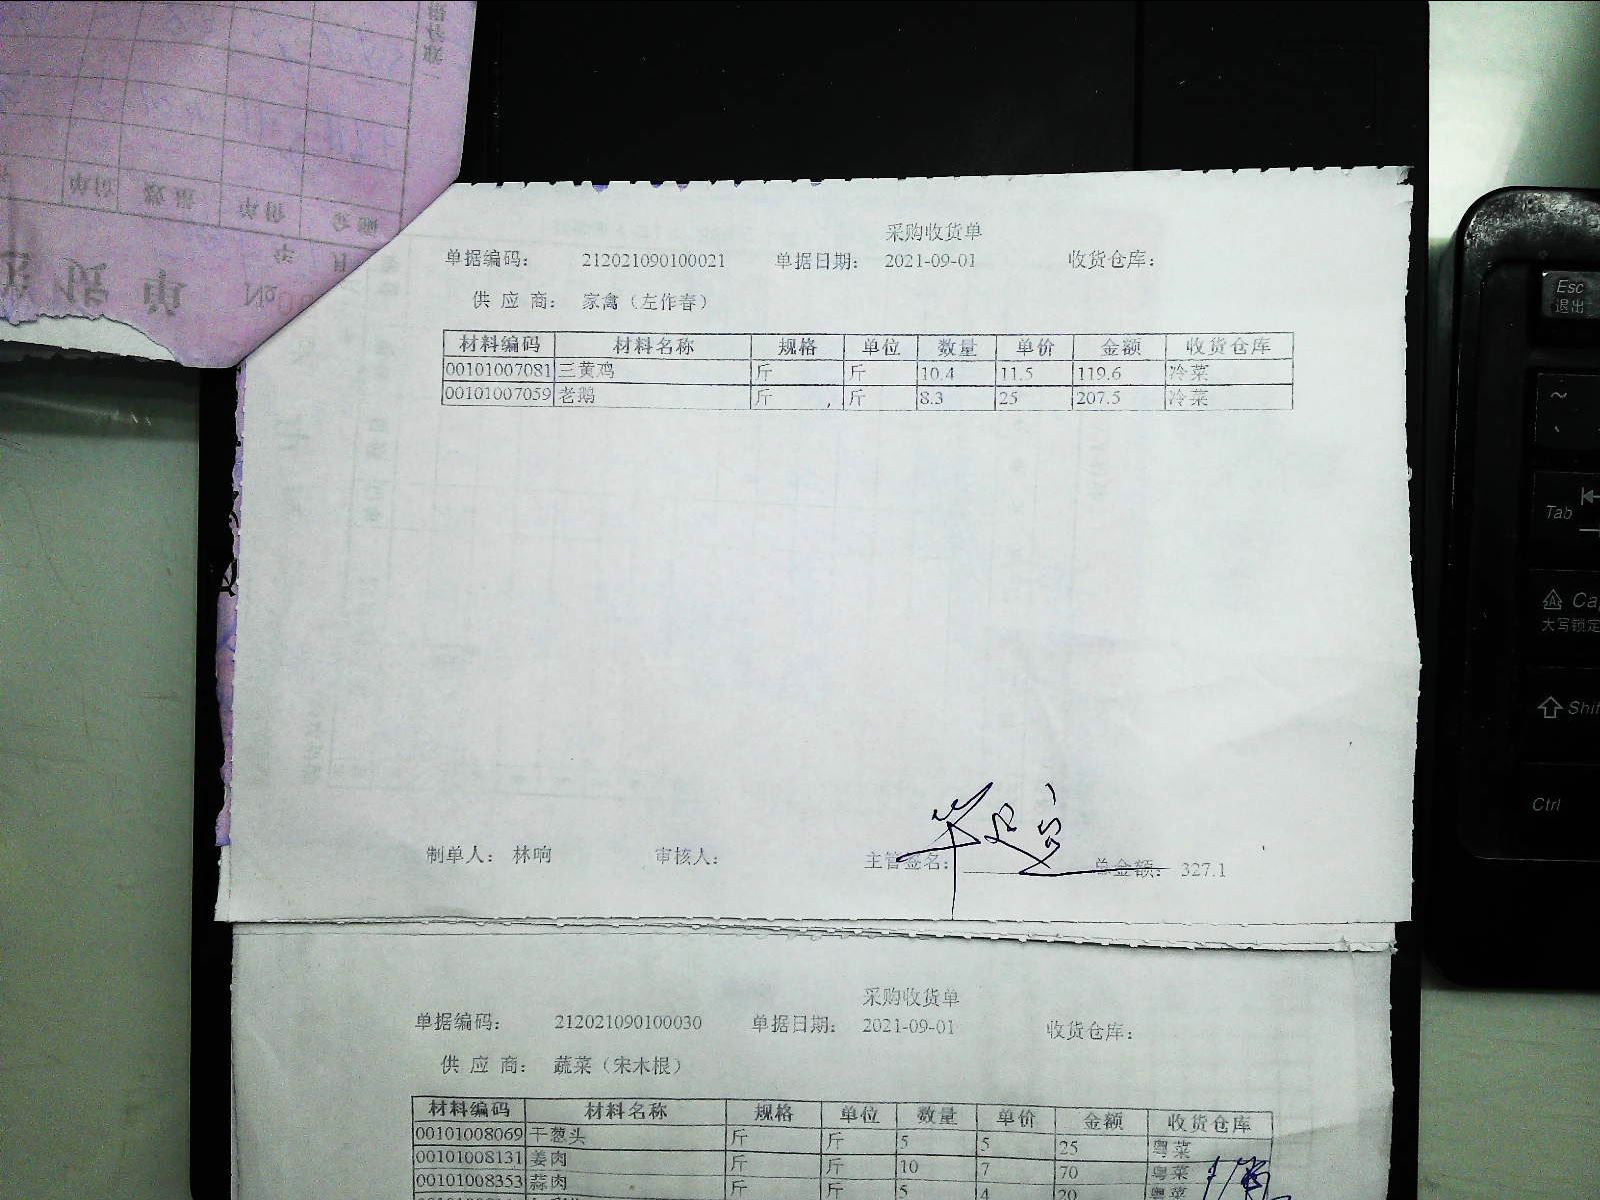 采购收货单
单据编码： 212021090100021 单据日期： 2021-09-01 收货仓库：
供 应 商： 家禽（左作春）
材料编码 材料名称 规格 单位 数量 单价 金额 收货仓库
00101007081 三黄鸡 斤 斤 10.4 11.5 119.6 冷菜
00101007059 老鹅 斤 斤 8.3 25 207.5 冷菜
制单人： 林响 审核人： 主管签名： 总金额： 327.1
采购收货单
单据编码： 212021090100030 单据日期： 2021-09-01 收货仓库：
供 应 商： 蔬菜（宋木根）
材料编码 材料名称 规格 单位 数量 单价 金额 收货仓库
00101008069 干葱头 斤 斤 5 5 25 粤菜
00101008131 姜肉 斤 斤 10 7 70 粤菜
00101008353 蒜肉 斤 斤 5 4 20 粤菜
Esc
退出
~
Tab
大写锁定
Ctrl